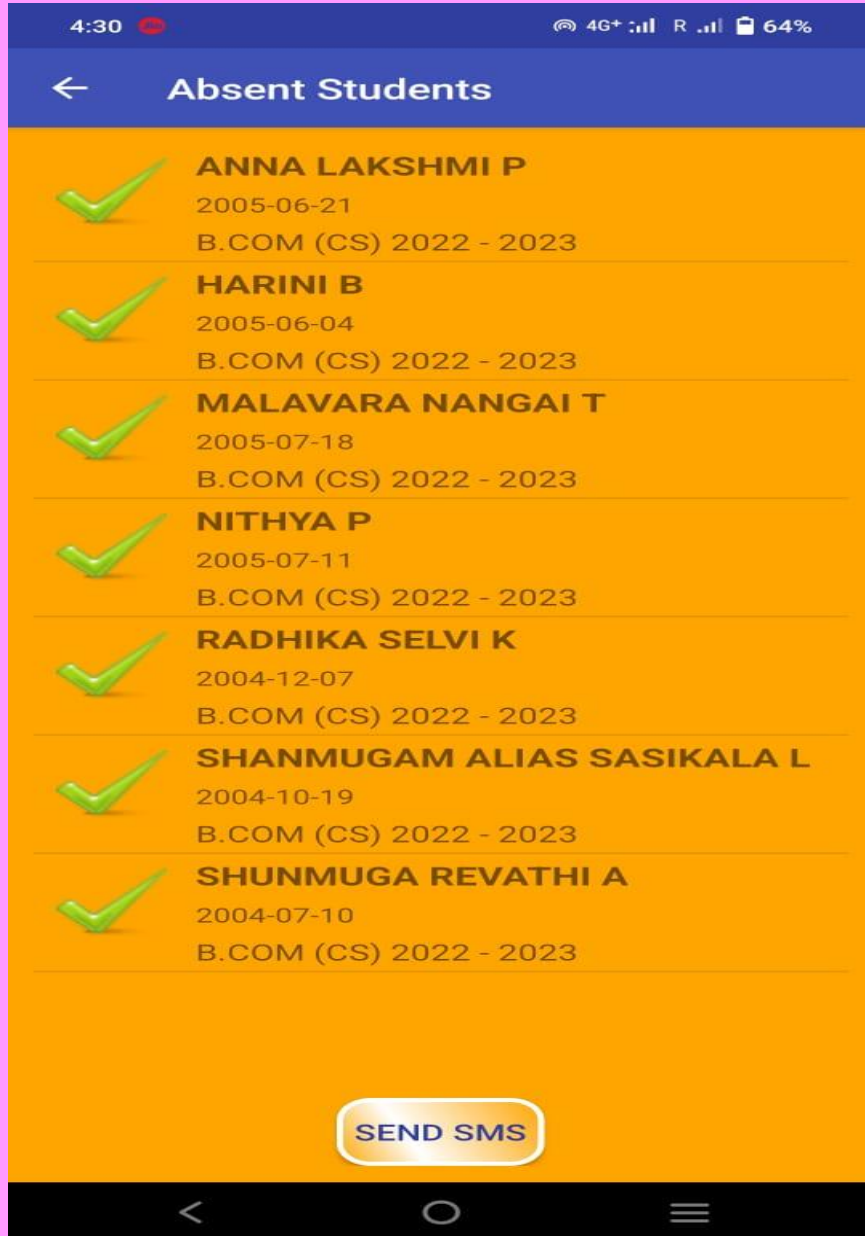 4:30 4G+ R 64%
Absent Students
ANNA LAKSHMI P
2005-06-21
B.COM (CS) 2022 - 2023
HARINI B
2005-06-04
B.COM (CS) 2022 - 2023
MALAVARA NANGAI T
2005-07-18
B.COM (CS) 2022 - 2023
NITHYA P
2005-07-11
B.COM (CS) 2022 - 2023
RADHIKA SELVI K
2004-12-07
B.COM (CS) 2022 - 2023
SHANMUGAM ALIAS SASIKALA L
2004-10-19
B.COM (CS) 2022 - 2023
SHUNMUGA REVATHI A
2004-07-10
B.COM (CS) 2022 - 2023
SEND SMS